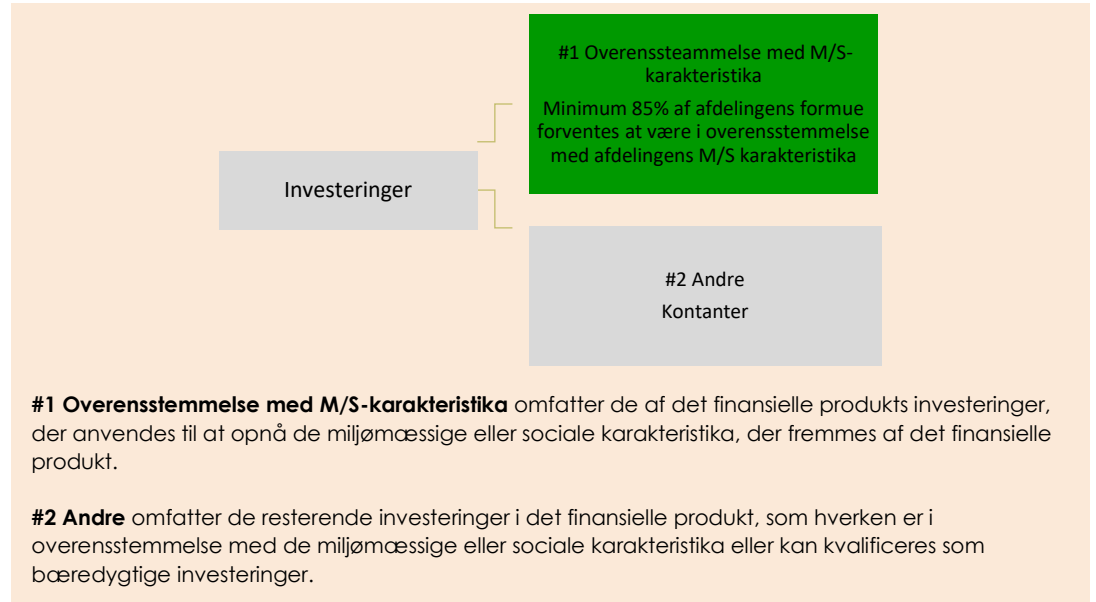 #1 Overenssteammelse med M/S-
karakteristika
Minimum 85% af afdelingens formue
forventes at være i overensstemmelse
med afdelingens M/S karakteristika
Investeringer
#2 Andre
Kontanter
#1 Overensstemmelse med M/S-karakteristika omfatter de af det finansielle produkts investeringer,
der anvendes til at opnå de miljømæssige eller sociale karakteristika, der fremmes af det finansielle
produkt.
#2 Andre omfatter de resterende investeringer i det finansielle produkt, som hverken er i
overensstemmelse med de miljømæssige eller sociale karakteristika eller kan kvalificeres som
bæredygtige investeringer.